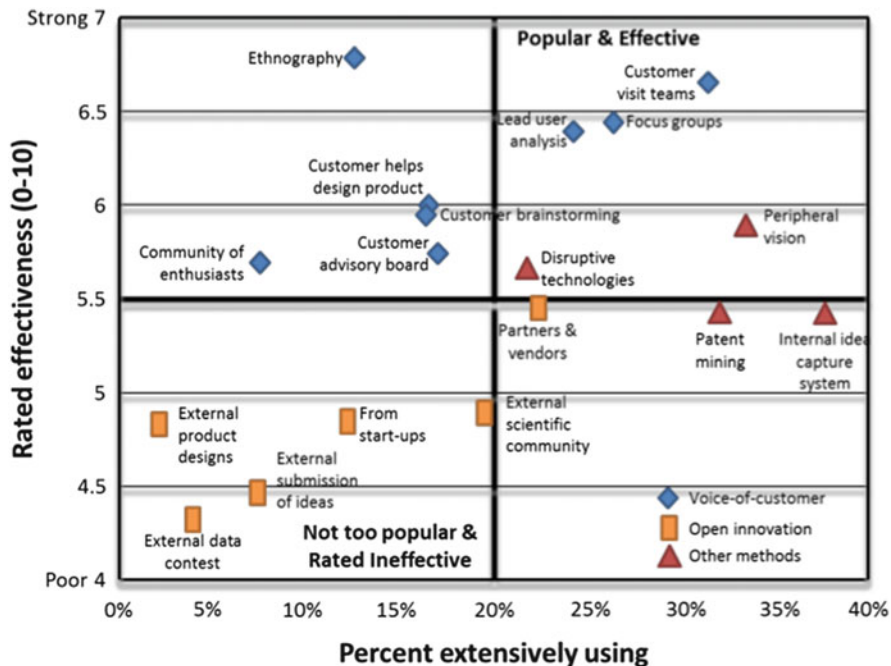 Strong 7
Popular & Effective
Ethnography
Customer
visit teams
6.5
Lead user
analysis
Focus groups
Customer helps
design product
6
Customer brainstorming
Peripheral
vision
Community of
enthusiasts
Customer
advisory board
Disruptive
technologies
5.5
Partners &
vendors
Patent
mining
Internal idea
capture
system
5
External
product
designs
From
start-ups
External
scientific
community
External
submission
of ideas
4.5
Voice-of-customer
Open innovation
Other methods
External data
contest
Not too popular &
Rated Ineffective
Poor 4
0%
5%
10%
15%
20%
25%
30%
35%
40%
Percent extensively using
Rated effectiveness (0-10)